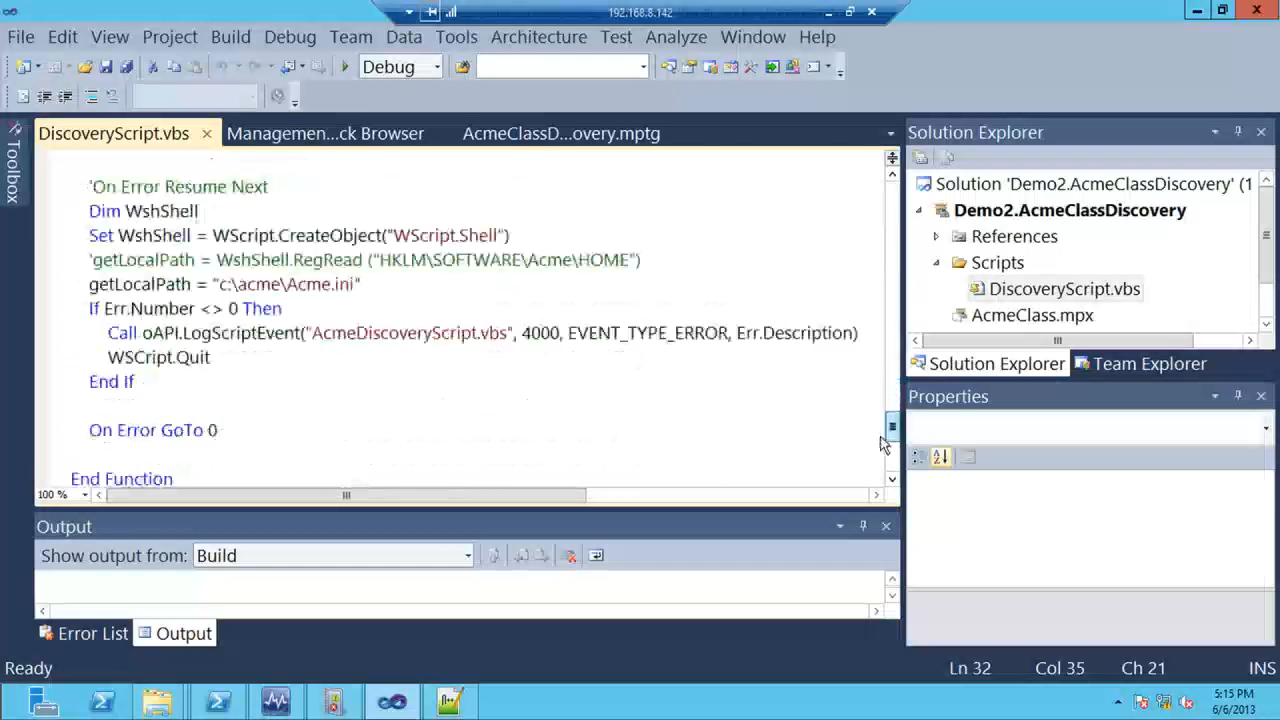 192.168.8.142
File Edit View Project Build Debug Team Data Tools Architecture Test Analyze Window Help
Debug
DiscoveryScript.vbs Managemen...ck Browser AcmeClassD...overy.mptg
Toolbox
'On Error Resume Next
Dim WshShell
Set WshShell = WScript.CreateObject("WScript.Shell")
'getLocalPath = WshShell.RegRead ("HKLM\SOFTWARE\Acme\HOME")
getLocalPath = "c:\acme\Acme.ini"
If Err.Number <> 0 Then
Call oAPI.LogScriptEvent("AcmeDiscoveryScript.vbs", 4000, EVENT_TYPE_ERROR, Err.Description)
WSCript.Quit
End If
On Error GoTo 0
End Function
100 %
Solution Explorer
Solution 'Demo2.AcmeClassDiscovery' (1
Demo2.AcmeClassDiscovery
References
Scripts
DiscoveryScript.vbs
AcmeClass.mpx
Solution Explorer Team Explorer
Properties
Output
Show output from: Build
Error List Output
Ready Ln 32 Col 35 Ch 21 INS
5:15 PM
6/6/2013